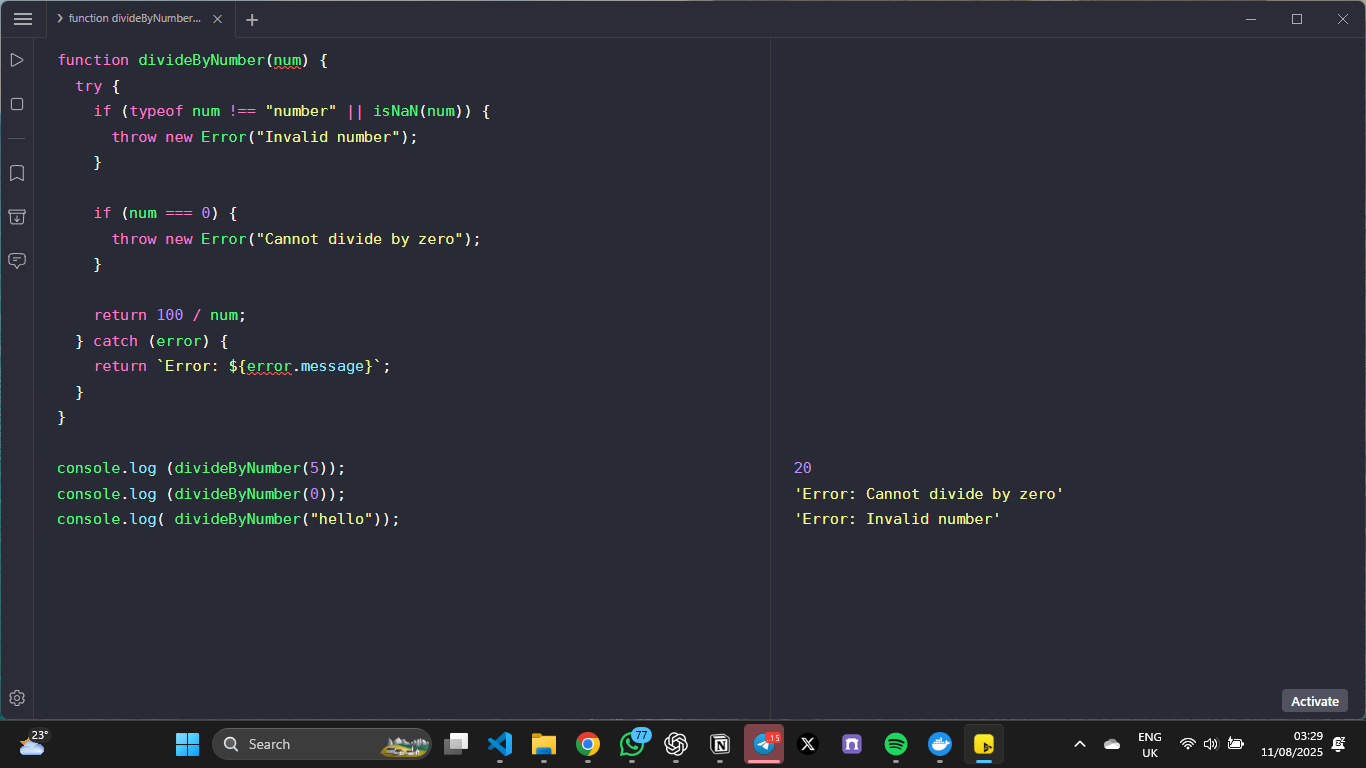 function divideByNumber...
function divideByNumber(num) {
  try {
    if (typeof num !== "number" || isNaN(num)) {
      throw new Error("Invalid number");
    }

    if (num === 0) {
      throw new Error("Cannot divide by zero");
    }

    return 100 / num;
  } catch (error) {
    return `Error: ${error.message}`;
  }
}

console.log (divideByNumber(5));
console.log (divideByNumber(0));
console.log( divideByNumber("hello"));
20
'Error: Cannot divide by zero'
'Error: Invalid number'
Activate
23°
Search
77
15
ENG
UK
03:29
11/08/2025